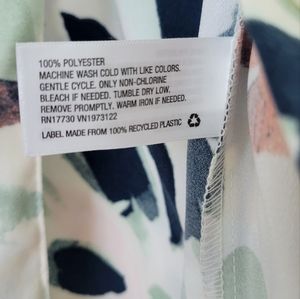 100% POLYESTER
MACHINE WASH COLD WITH LIKE COLORS.
GENTLE CYCLE. ONLY NON-CHLORINE
BLEACH IF NEEDED. TUMBLE DRY LOW,
REMOVE PROMPTLY. WARM IRON IF NEEDED.
RN17730 VN1973122
LABEL MADE FROM 100% RECYCLED PLASTIC